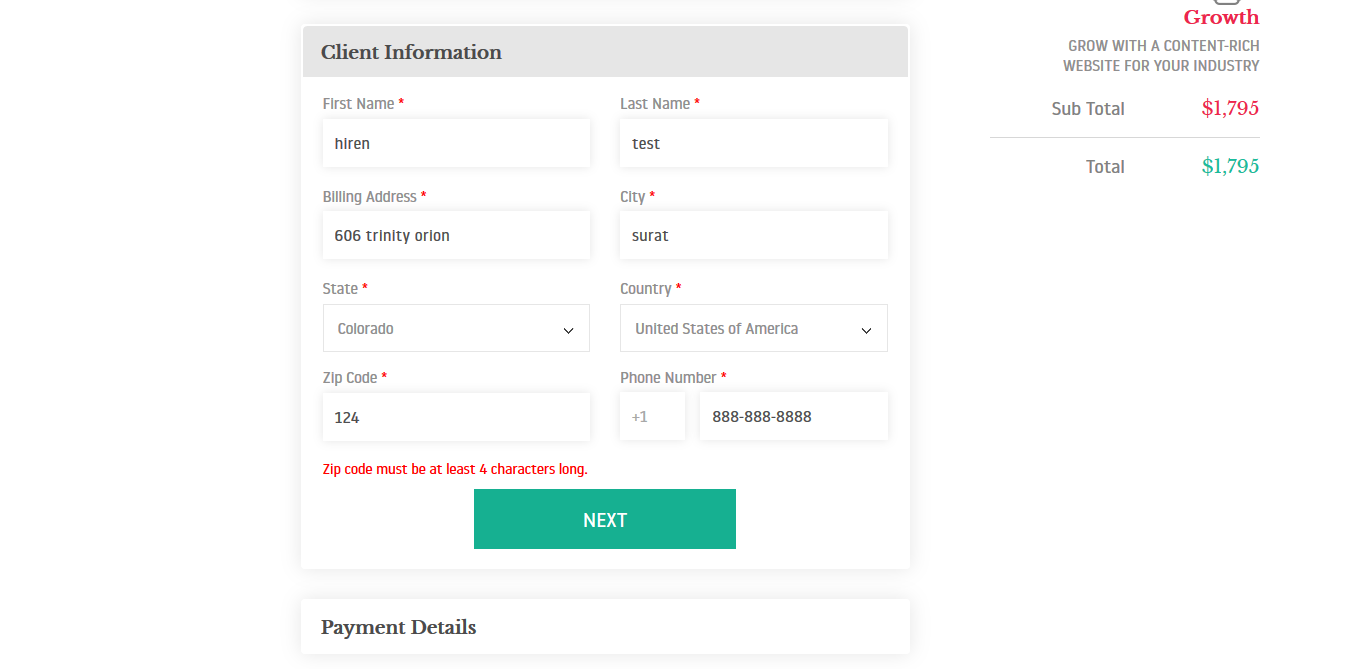 Client Information
First Name *
Last Name *
hiren
test
Billing Address *
City *
606 trinity orion
surat
State *
Country *
Colorado
United States of America
Zip Code *
Phone Number *
124
+1
888-888-8888
Zip code must be at least 4 characters long.
NEXT
Payment Details
Growth
GROW WITH A CONTENT-RICH
WEBSITE FOR YOUR INDUSTRY
Sub Total
$1,795
Total
$1,795